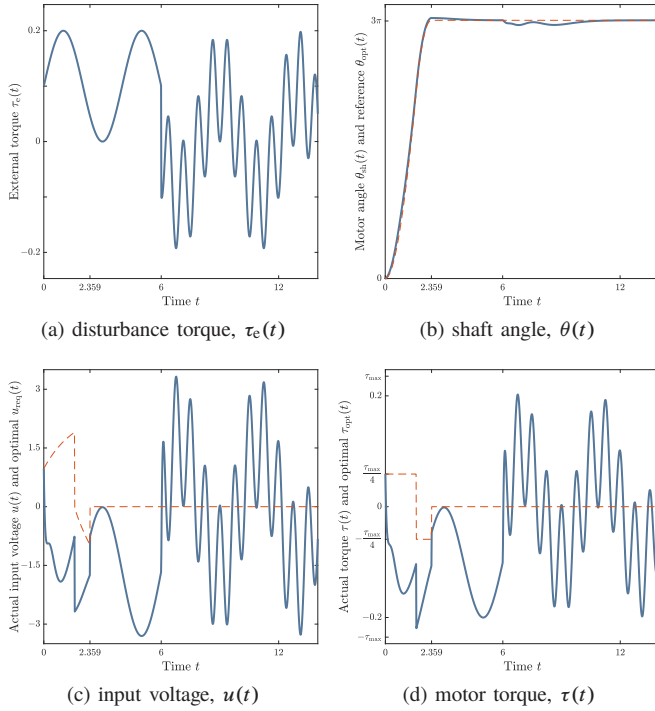 External torque τe(t)
0.2
0
−0.2
0
2.359
6
12
Time t
(a) disturbance torque, τe(t)
Motor angle θsh(t) and reference θopt(t)
3π
0
0
2.359
6
12
Time t
(b) shaft angle, θ(t)
Actual input voltage u(t) and optimal ureq(t)
3
1.5
0
−1.5
−3
0
2.359
6
12
Time t
(c) input voltage, u(t)
Actual torque τ(t) and optimal τopt(t)
τmax
0.2
τmax/4
0
−τmax/4
−0.2
−τmax
0
2.359
6
12
Time t
(d) motor torque, τ(t)